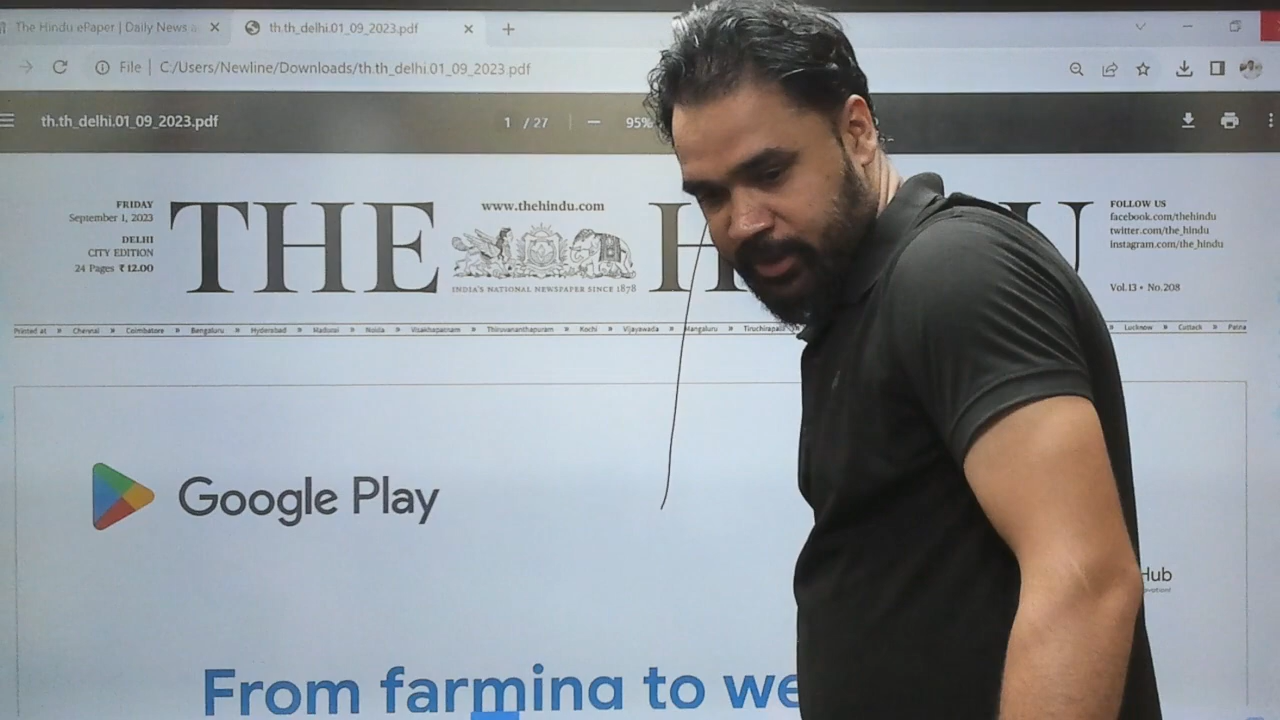 The Hindu ePaper | Daily News a
th.th_delhi.01_09_2023.pdf
File | C:/Users/Newline/Downloads/th.th_delhi.01_09_2023.pdf
th.th_delhi.01_09_2023.pdf
1 / 27
95%
FRIDAY
September 1, 2023
DELHI
CITY EDITION
24 Pages ₹ 12.00
THE H U
www.thehindu.com
INDIA'S NATIONAL NEWSPAPER SINCE 1878
FOLLOW US
facebook.com/thehindu
twitter.com/the_hindu
instagram.com/the_hindu
Vol.13 • No.208
Printed at » Chennai » Coimbatore » Bengaluru » Hyderabad » Madurai » Noida » Visakhapatnam » Thiruvananthapuram » Kochi » Vijayawada » Mangaluru » Tiruchirapalli » Lucknow » Cuttack » Patna
Google Play
Hub
From farming to we